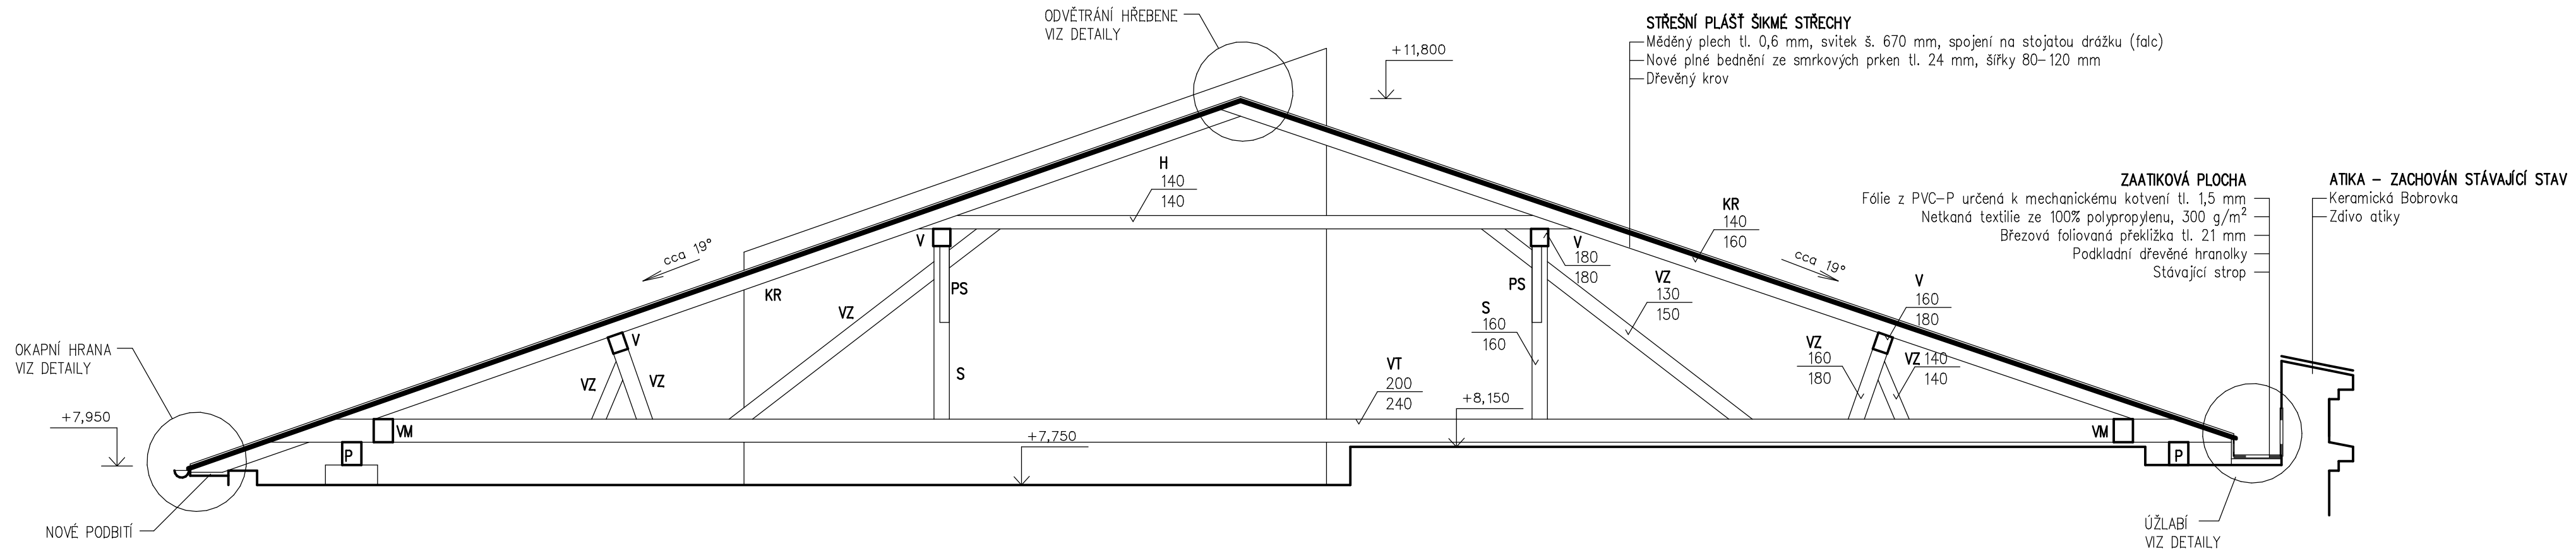 ODVĚTRÁNÍ HŘEBENE
VIZ DETAILY
+11,800
STŘEŠNÍ PLÁŠŤ ŠIKMÉ STŘECHY
Měděný plech tl. 0,6 mm, svitek š. 670 mm, spojení na stojatou drážku (falc)
Nové plné bednění ze smrkových prken tl. 24 mm, šířky 80-120 mm
Dřevěný krov
ZAATIKOVÁ PLOCHA
Fólie z PVC-P určená k mechanickému kotvení tl. 1,5 mm
Netkaná textilie ze 100% polypropylenu, 300 g/m²
Březová foliovaná překližka tl. 21 mm
Podkladní dřevěné hranolky
Stávající strop
ATIKA – ZACHOVÁN STÁVAJÍCÍ STAV
Keramická Bobrovka
Zdivo atiky
H
140
140
KR
140
160
cca 19°
cca 19°
V
V
180
180
KR
PS
PS
VZ
VZ
130
150
V
160
180
S
160
160
OKAPNÍ HRANA
VIZ DETAILY
V
VZ
VZ
S
VT
200
240
VZ
160
180
VZ
140
140
+7,950
+8,150
VM
VM
+7,750
P
P
NOVÉ PODBITÍ
ÚŽLABÍ
VIZ DETAILY